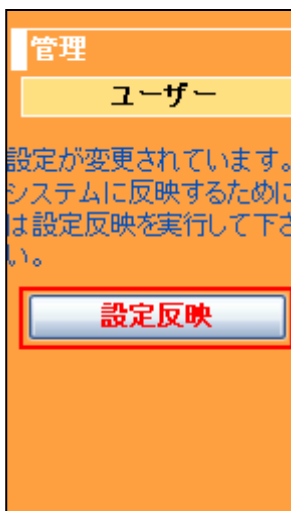 管理
ユーザー
設定が変更されています。
システムに反映するために
は設定反映を実行して下さ
い。
設定反映